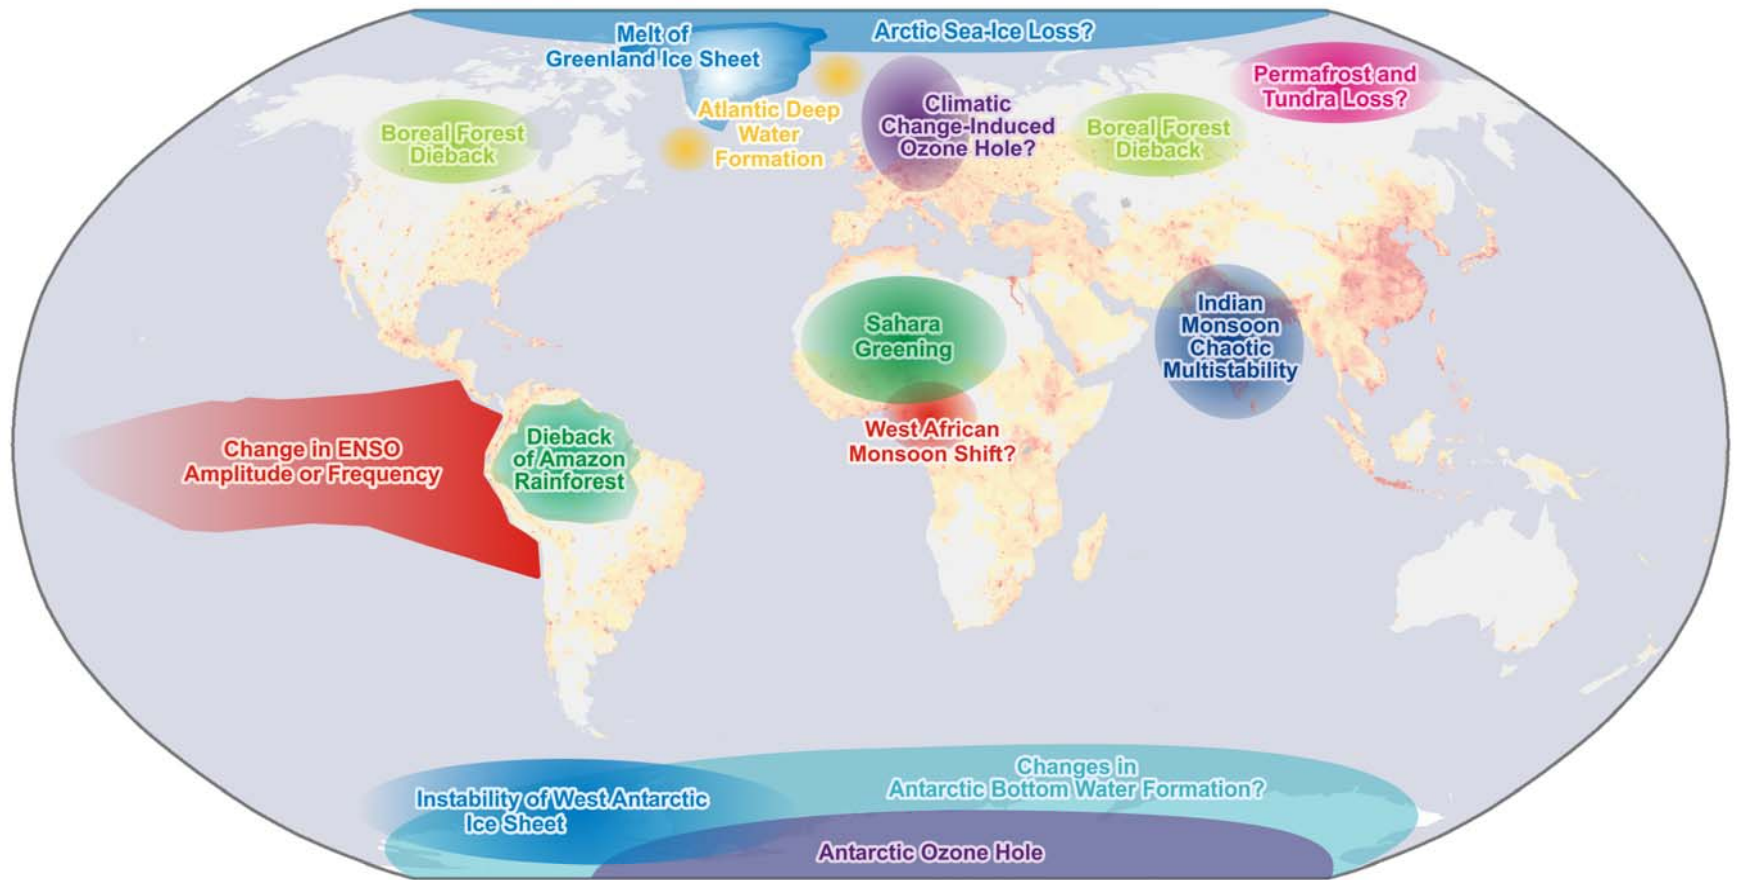 Melt of
Greenland Ice Sheet
Arctic Sea-Ice Loss?
Permafrost and
Tundra Loss?
Atlantic Deep
Water
Formation
Climatic
Change-Induced
Ozone Hole?
Boreal Forest
Dieback
Boreal Forest
Dieback
Sahara
Greening
Indian
Monsoon
Chaotic
Multistability
West African
Monsoon Shift?
Change in ENSO
Amplitude or Frequency
Dieback
of Amazon
Rainforest
Changes in
Antarctic Bottom Water Formation?
Instability of West Antarctic
Ice Sheet
Antarctic Ozone Hole